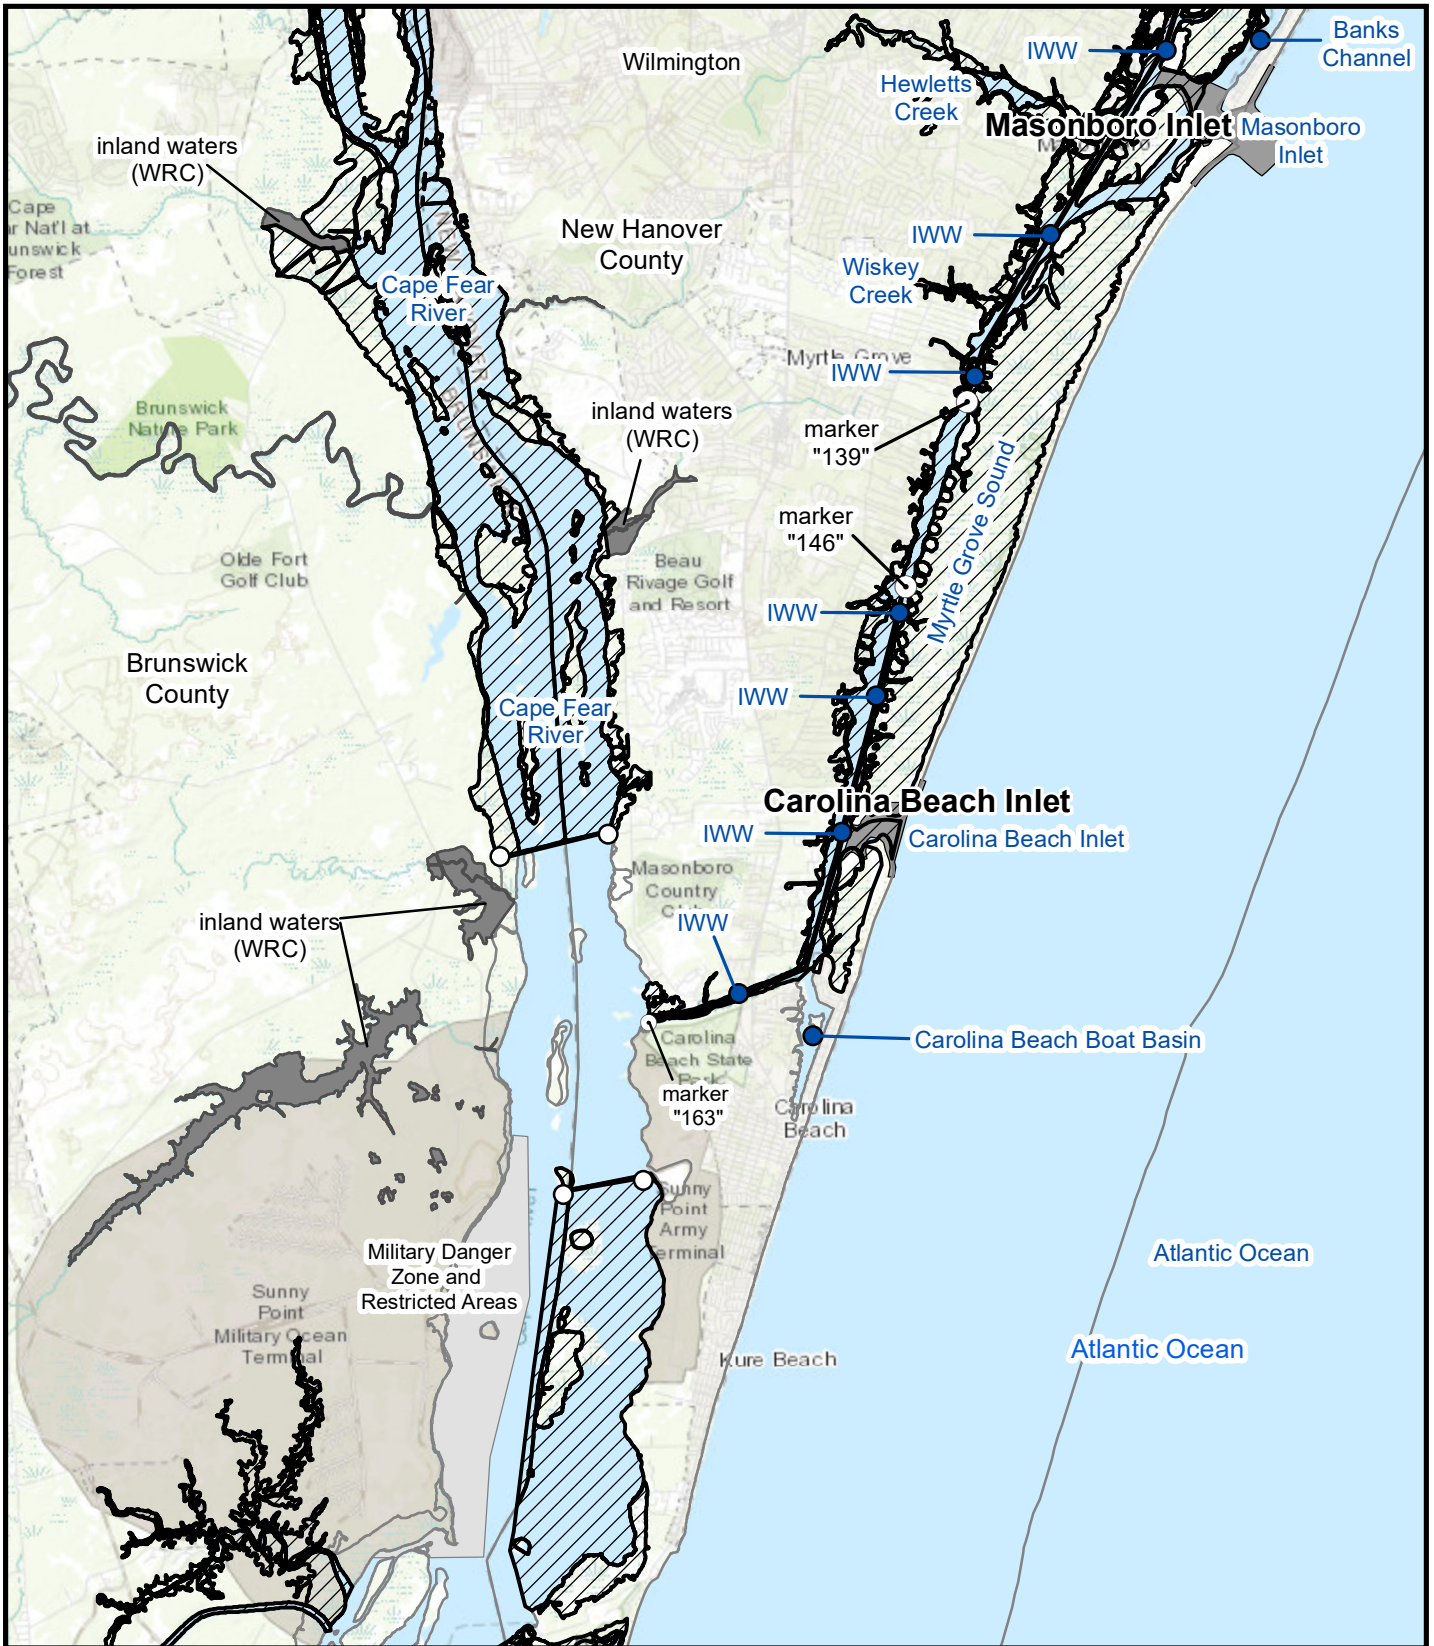 Wilmington
IWW
Banks
Channel
Hewletts
Creek
Masonboro Inlet
Masonboro
Inlet
inland waters
(WRC)
Cape
r Nat'l at
unswick
Forest
New Hanover
County
IWW
Wiskey
Creek
Cape Fear
River
Myrtle Grove
IWW
Brunswick
Nature Park
inland waters
(WRC)
marker
"139"
Myrtle Grove Sound
marker
"146"
Olde Fort
Golf Club
Beau
Rivage Golf
and Resort
IWW
Brunswick
County
IWW
Cape Fear
River
Carolina Beach Inlet
IWW
Carolina Beach Inlet
Masonboro
Country
IWW
inland waters
(WRC)
Carolina
Beach State
Park
Carolina Beach Boat Basin
marker
"163"
Carolina
Beach
Sunny
Point
Army
Terminal
Military Danger
Zone and
Restricted Areas
Atlantic Ocean
Sunny
Point
Military Ocean
Terminal
Kure Beach
Atlantic Ocean